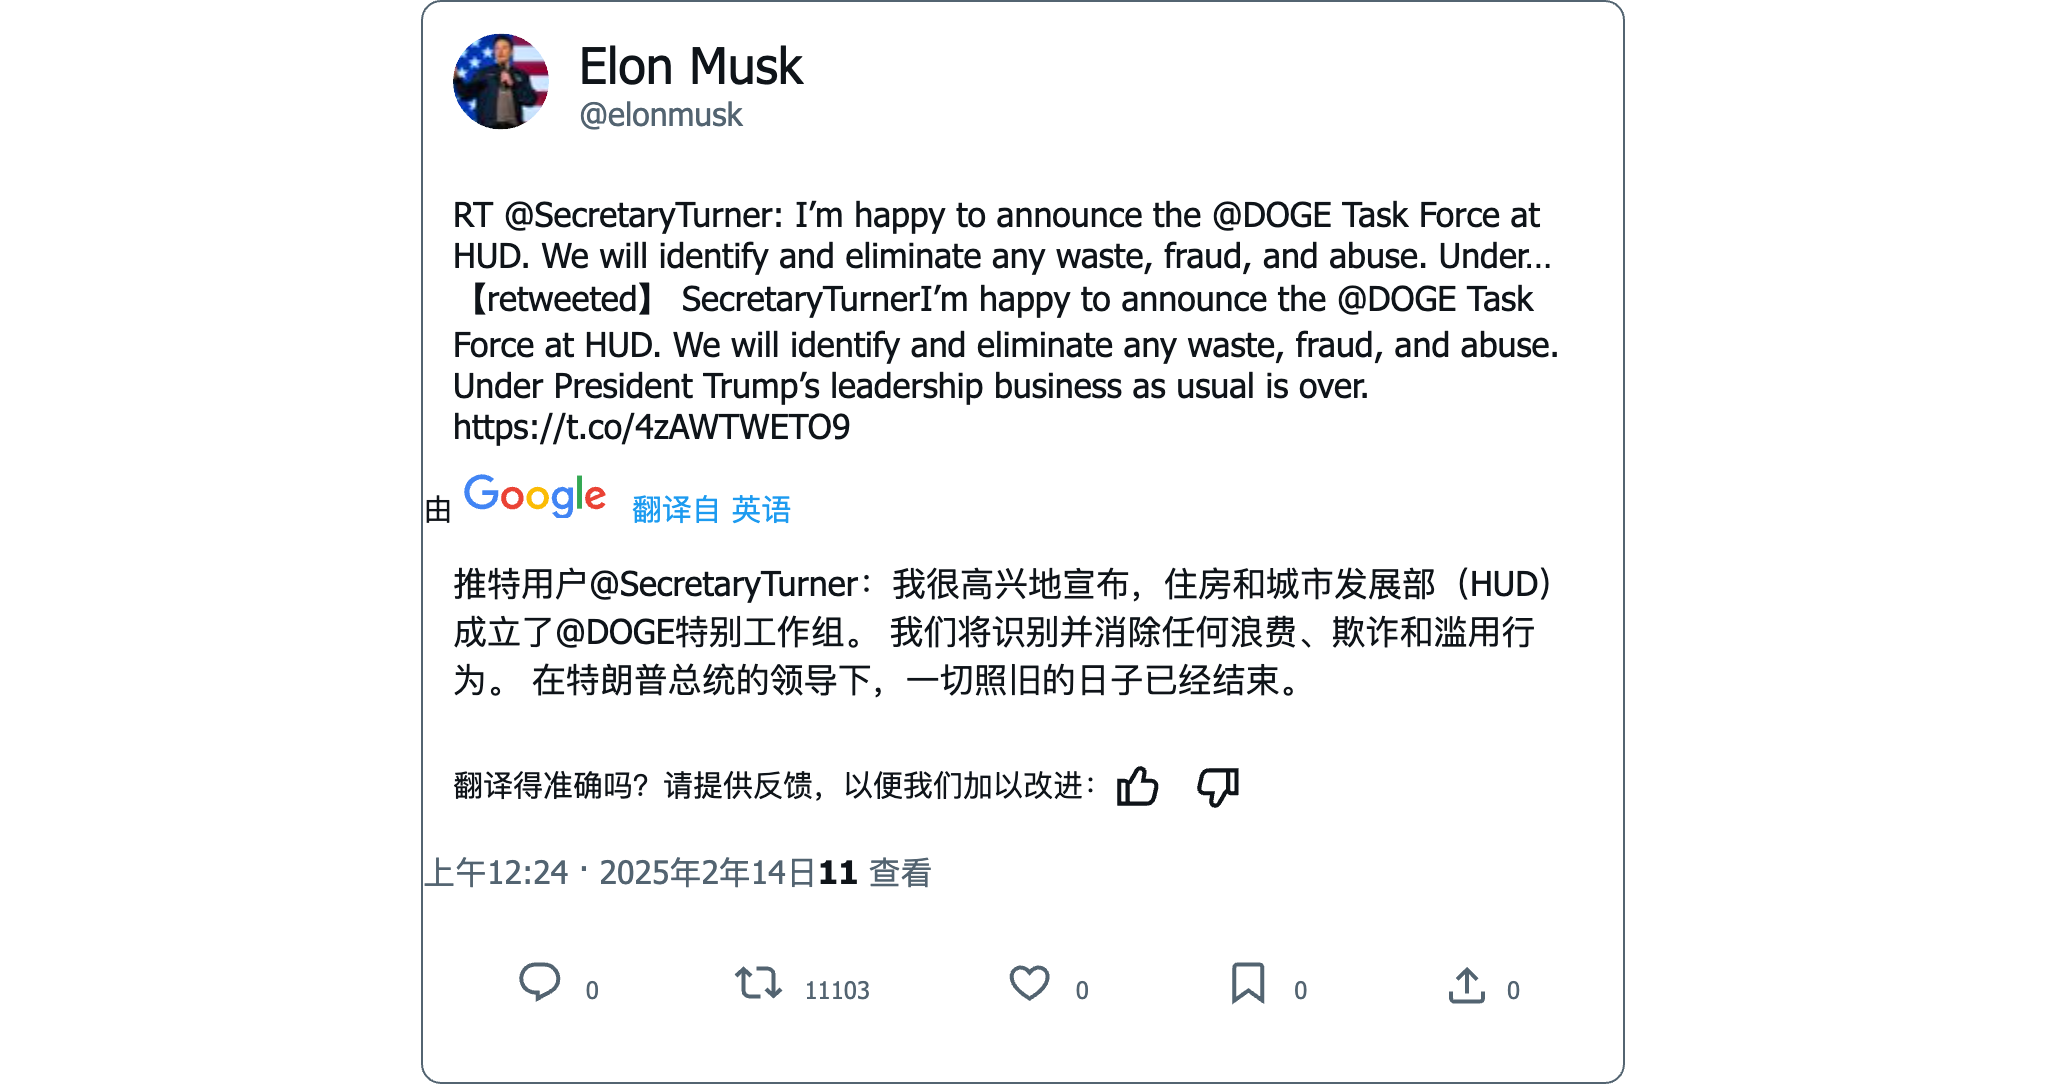 Elon Musk
@elonmusk
RT @SecretaryTurner: I’m happy to announce the @DOGE Task Force at
HUD. We will identify and eliminate any waste, fraud, and abuse. Under…
【retweeted】 SecretaryTurnerI’m happy to announce the @DOGE Task
Force at HUD. We will identify and eliminate any waste, fraud, and abuse.
Under President Trump’s leadership business as usual is over.
https://t.co/4zAWTWETO9
由 Google 翻译自 英语
推特用户@SecretaryTurner：我很高兴地宣布，住房和城市发展部（HUD）
成立了@DOGE特别工作组。 我们将识别并消除任何浪费、欺诈和滥用行
为。 在特朗普总统的领导下，一切照旧的日子已经结束。
翻译得准确吗？请提供反馈，以便我们加以改进：
上午12:24 · 2025年2年14日11 查看
0 11103 0 0 0